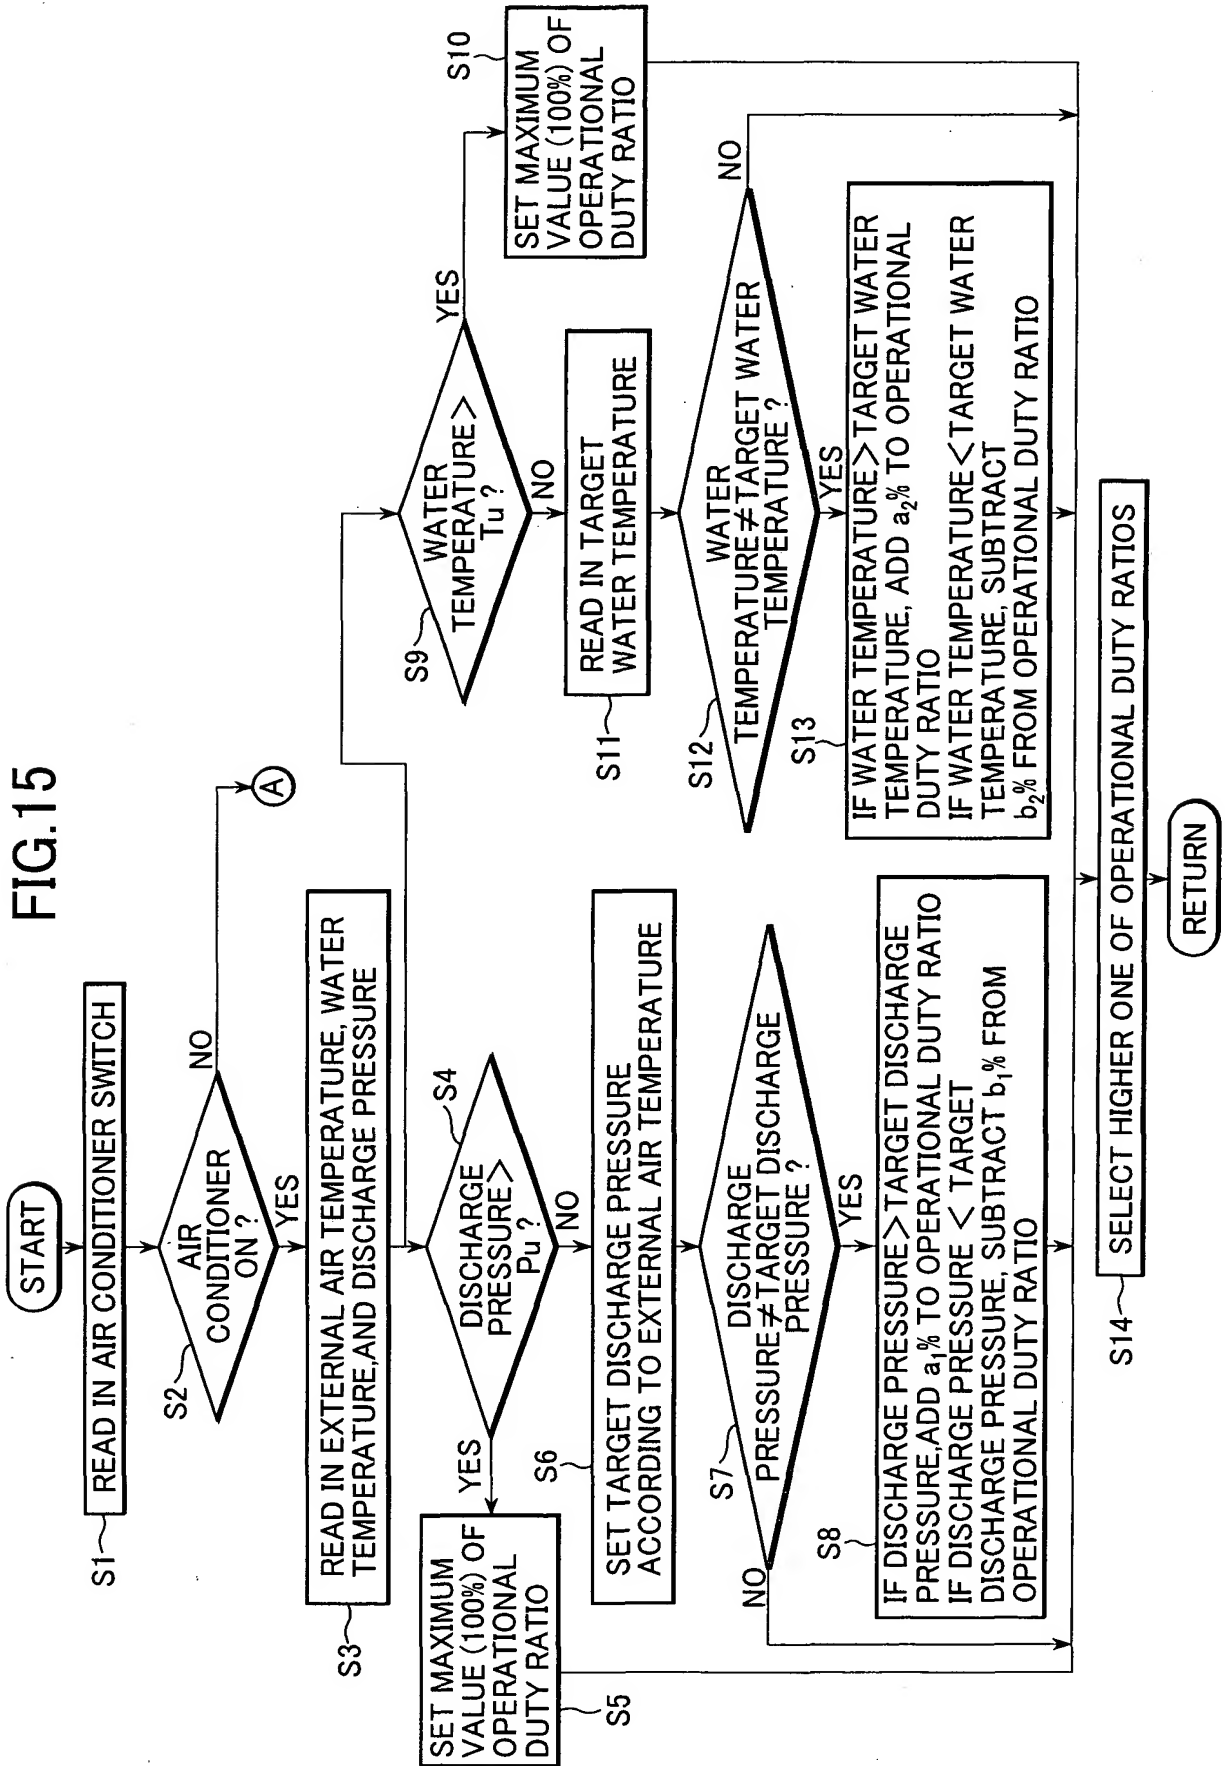 FIG.15
START
S1
READ IN AIR CONDITIONER SWITCH
S2
AIR
CONDITIONER
ON ?
NO
A
YES
S3
READ IN EXTERNAL AIR TEMPERATURE, WATER
TEMPERATURE,AND DISCHARGE PRESSURE
S4
DISCHARGE
PRESSURE>
Pu ?
YES
SET MAXIMUM
VALUE (100%) OF
OPERATIONAL
DUTY RATIO
S5
NO
S6
SET TARGET DISCHARGE PRESSURE
ACCORDING TO EXTERNAL AIR TEMPERATURE
S7
DISCHARGE
PRESSURE≠TARGET DISCHARGE
PRESSURE ?
NO
YES
S8
IF DISCHARGE PRESSURE>TARGET DISCHARGE
PRESSURE,ADD a₁% TO OPERATIONAL DUTY RATIO
IF DISCHARGE PRESSURE < TARGET
DISCHARGE PRESSURE, SUBTRACT b₁% FROM
OPERATIONAL DUTY RATIO
S9
WATER
TEMPERATURE>
Tu ?
YES
S10
SET MAXIMUM
VALUE (100%) OF
OPERATIONAL
DUTY RATIO
NO
S11
READ IN TARGET
WATER TEMPERATURE
S12
WATER
TEMPERATURE≠TARGET WATER
TEMPERATURE ?
NO
YES
S13
IF WATER TEMPERATURE>TARGET WATER
TEMPERATURE, ADD a₂% TO OPERATIONAL
DUTY RATIO
IF WATER TEMPERATURE<TARGET WATER
TEMPERATURE, SUBTRACT
b₂% FROM OPERATIONAL DUTY RATIO
S14
SELECT HIGHER ONE OF OPERATIONAL DUTY RATIOS
RETURN